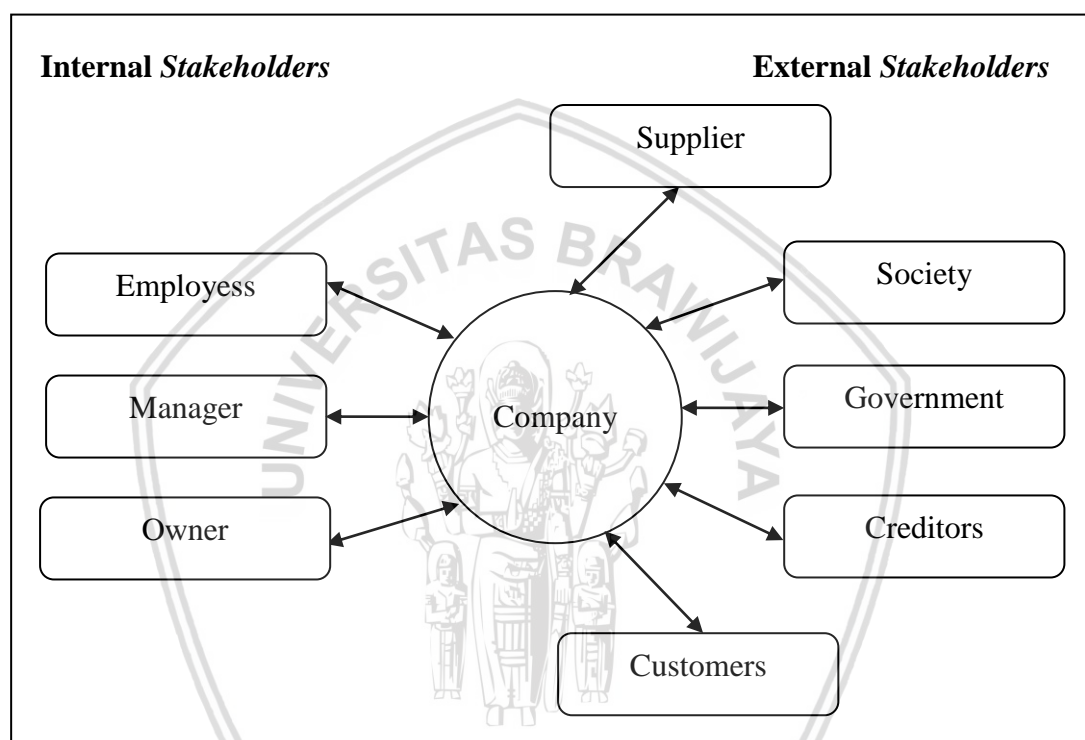 Internal Stakeholders
External Stakeholders
Supplier
Employess
Society
Manager
Company
Government
Owner
Creditors
Customers
UNIVERSITAS BRAWIJAYA